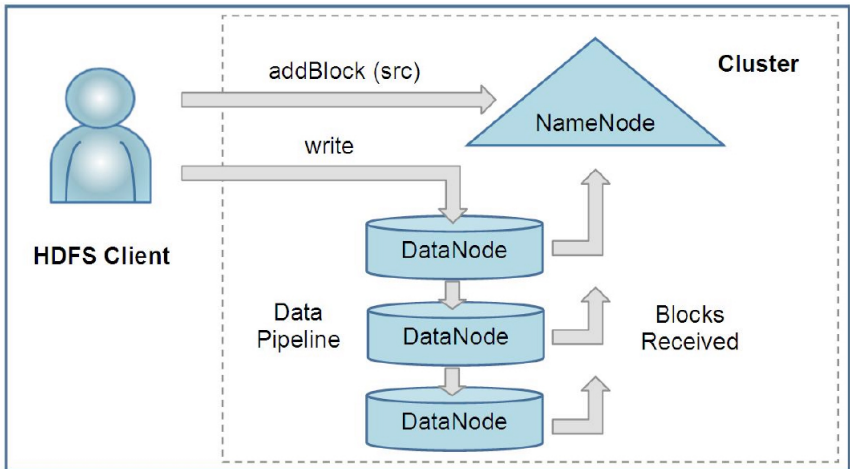 addBlock (src)
Cluster
NameNode
write
HDFS Client
DataNode
Data
Pipeline
DataNode
Blocks
Received
DataNode